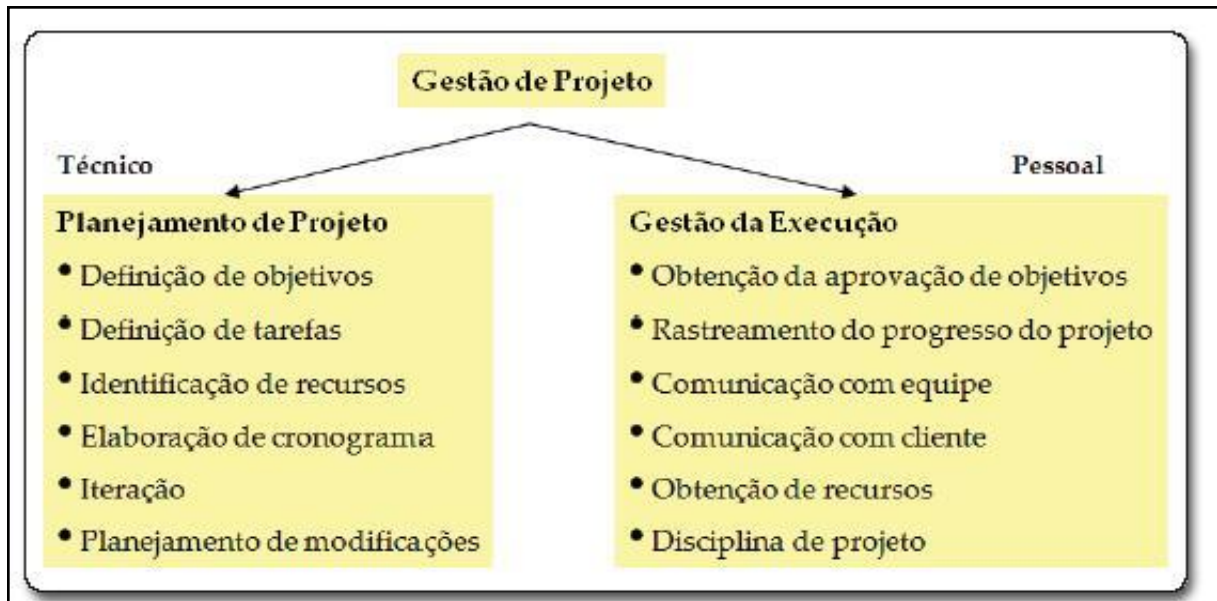 Gestão de Projeto
Técnico
Pessoal
Planejamento de Projeto
• Definição de objetivos
• Definição de tarefas
• Identificação de recursos
• Elaboração de cronograma
• Iteração
• Planejamento de modificações
Gestão da Execução
• Obtenção da aprovação de objetivos
• Rastreamento do progresso do projeto
• Comunicação com equipe
• Comunicação com cliente
• Obtenção de recursos
• Disciplina de projeto